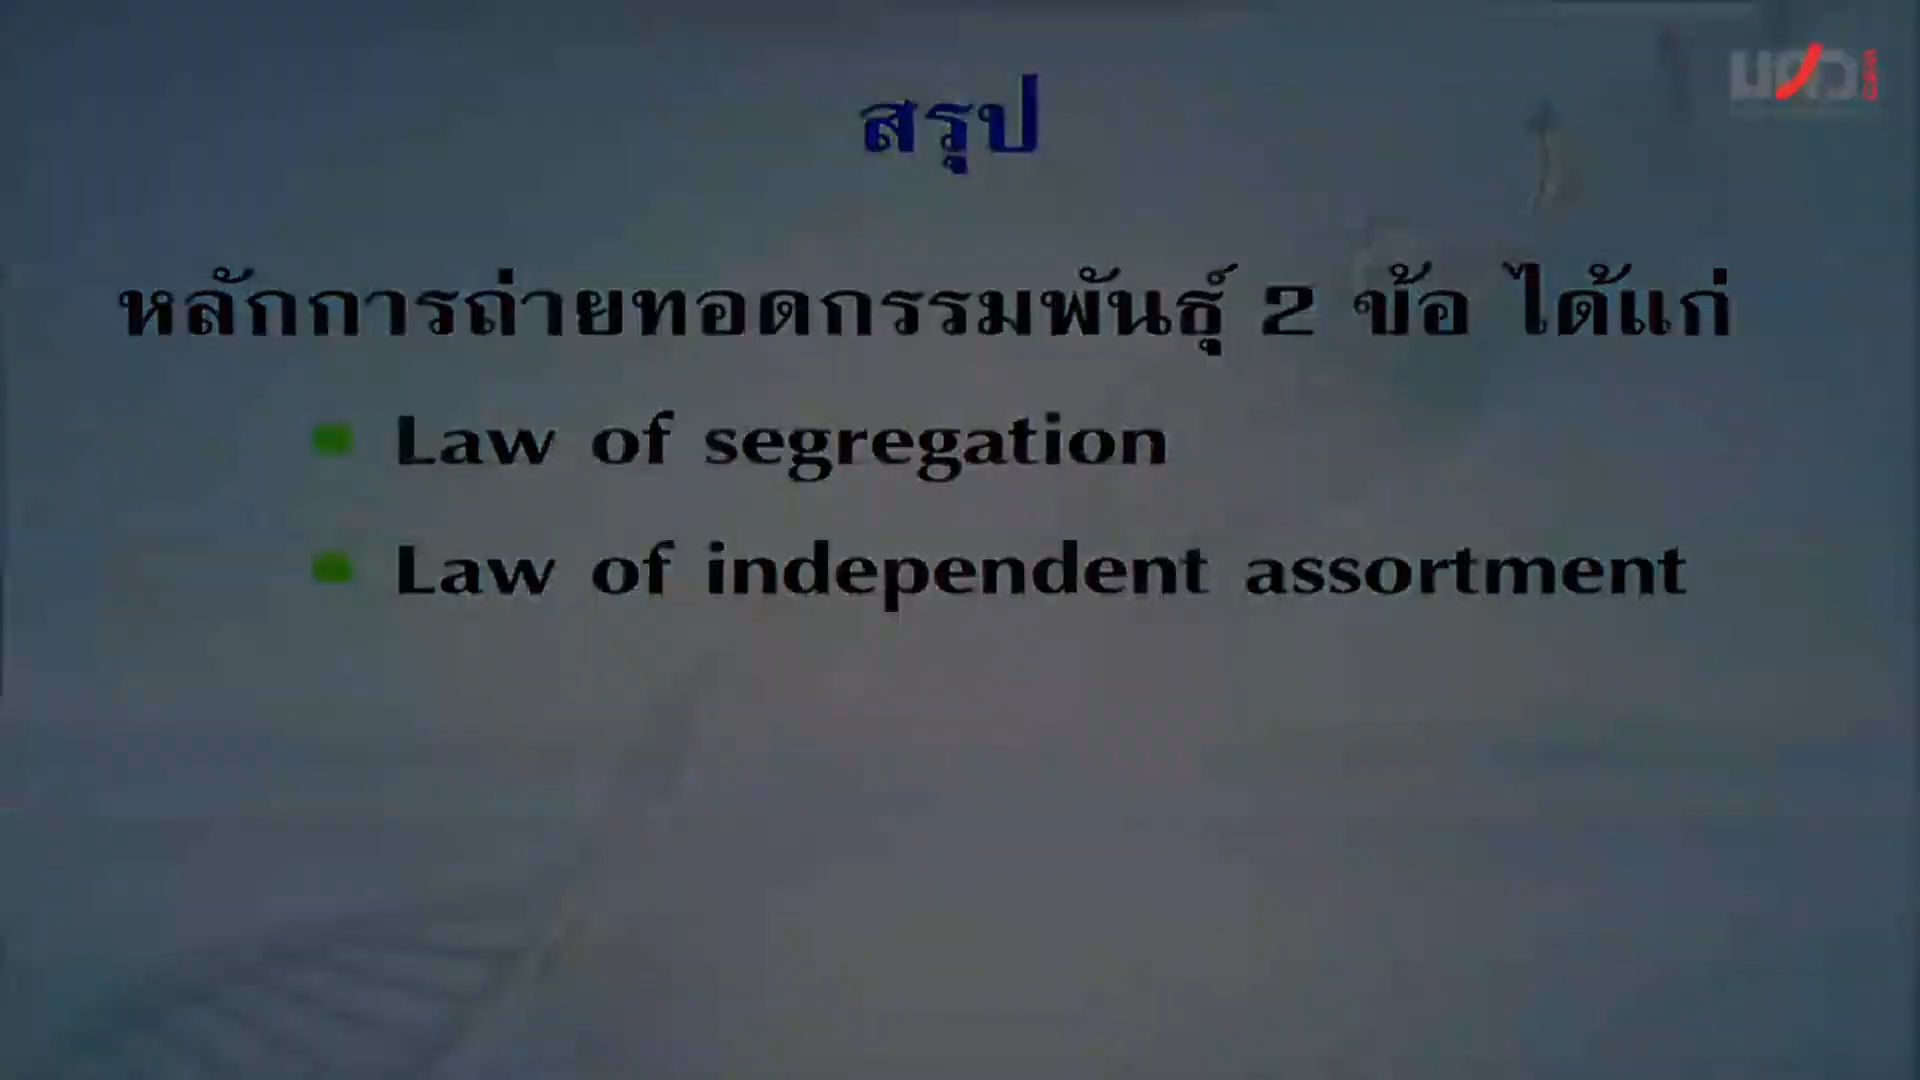 สรุป
หลักการถ่ายทอดกรรมพันธุ์ 2 ข้อ ได้แก่
Law of segregation
Law of independent assortment